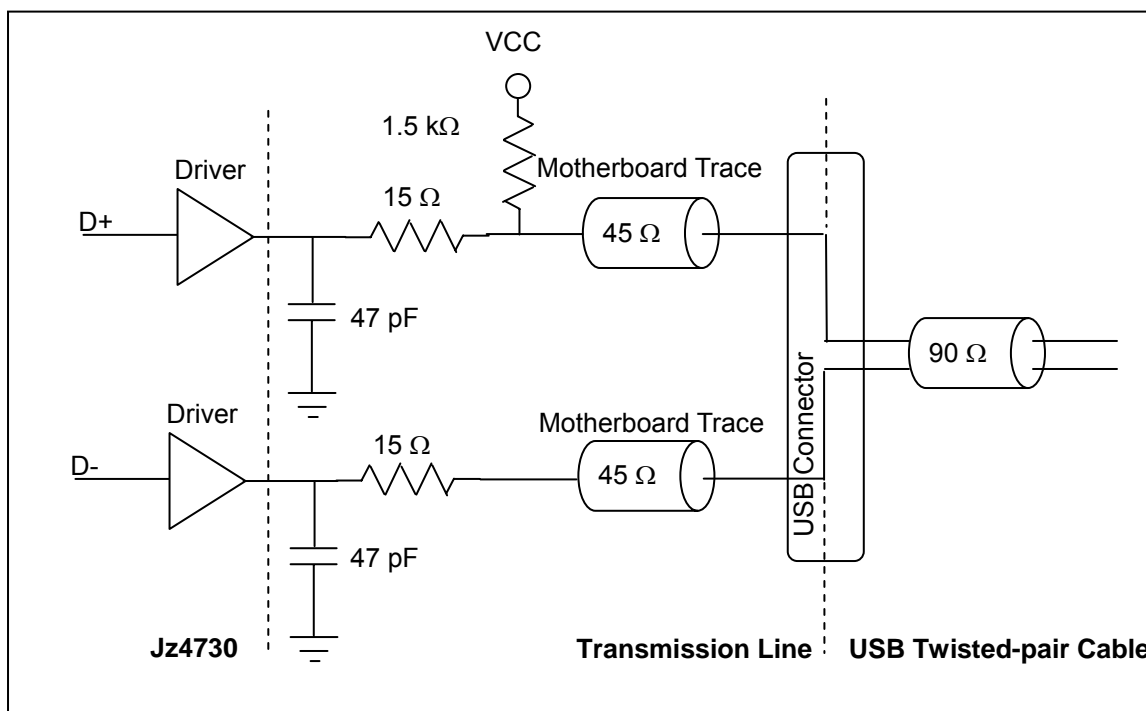 VCC
1.5 kΩ
Driver
Motherboard Trace
15 Ω
D+
45 Ω
47 pF
90 Ω
USB Connector
Driver
Motherboard Trace
15 Ω
D-
45 Ω
47 pF
Jz4730
Transmission Line
USB Twisted-pair Cable